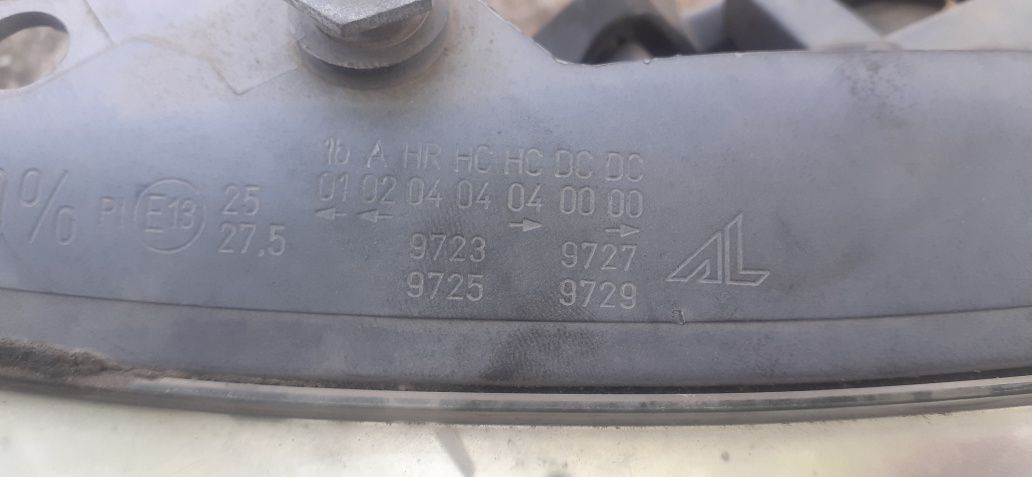 1b A HR HC HC DC DC
01 02 04 04 04 00 00
← ← → →
% PI E13 25
27,5
9723 9727
9725 9729
AL